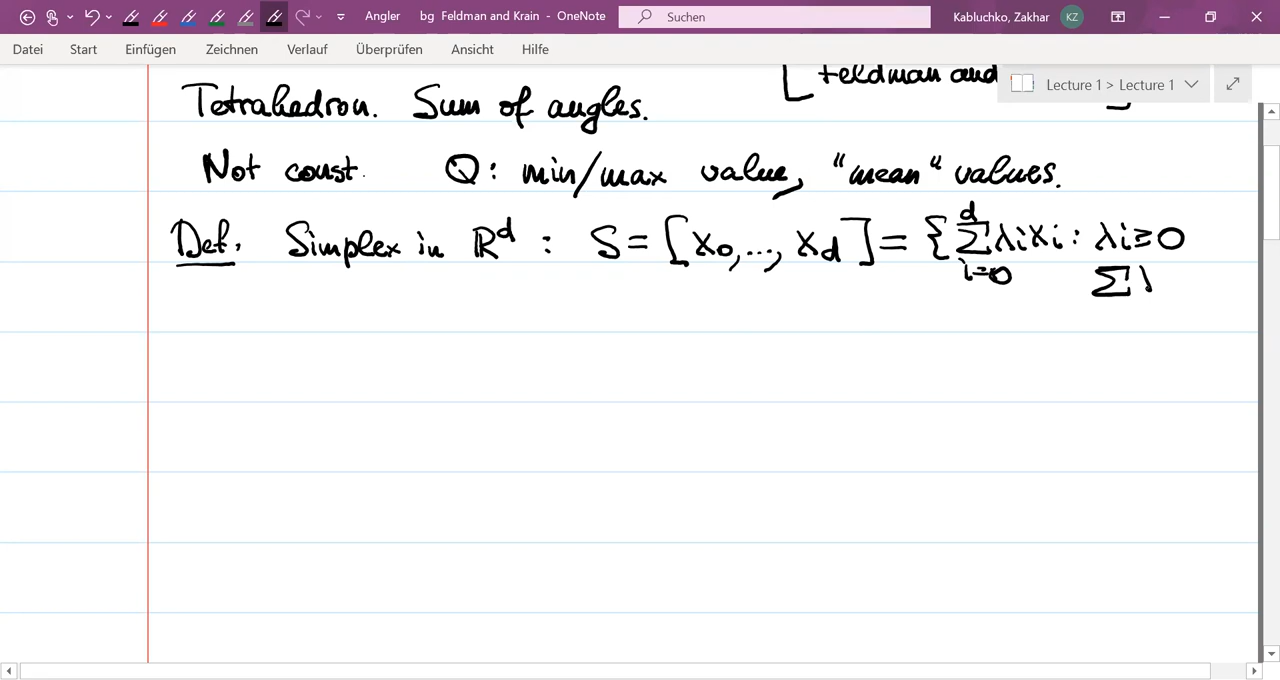 Angler bg Feldman and Krain - OneNote
Suchen
Kabluchko, Zakhar KZ
Datei Start Einfügen Zeichnen Verlauf Überprüfen Ansicht Hilfe
[ Feldman and
Lecture 1 > Lecture 1
Tetrahedron. Sum of angles.
Not const. Q: min/max value, "mean" values.
Def. Simplex in ℝ^d : S = [x_0, ..., x_d] = { ∑_{i=0}^d λ_i x_i : λ_i ≥ 0
∑